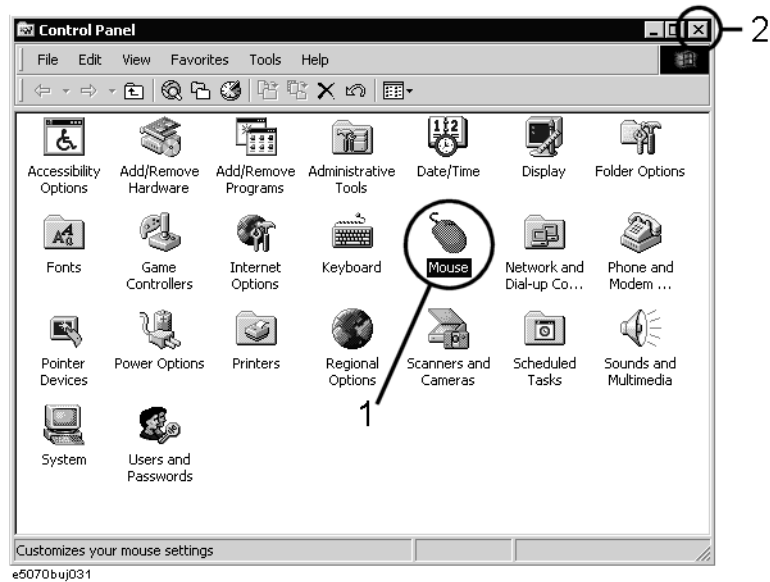 Control Panel
2
File Edit View Favorites Tools Help
Accessibility Options
Add/Remove Hardware
Add/Remove Programs
Administrative Tools
Date/Time
Display
Folder Options
Fonts
Game Controllers
Internet Options
Keyboard
Mouse
Network and Dial-up Co...
Phone and Modem ...
Pointer Devices
Power Options
Printers
Regional Options
Scanners and Cameras
Scheduled Tasks
Sounds and Multimedia
1
System
Users and Passwords
Customizes your mouse settings
e5070buj031